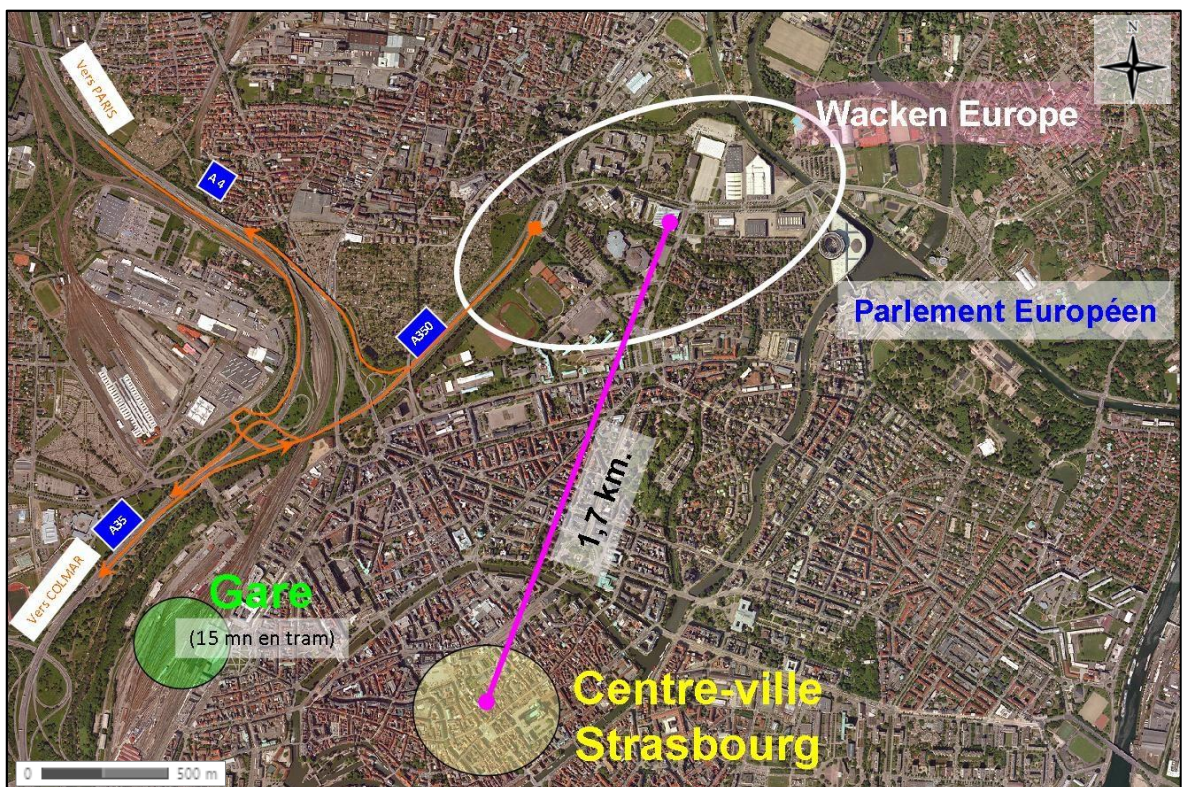 N
Vers PARIS
Wacken Europe
A 4
Parlement Européen
A350
1,7 km.
A35
Vers COLMAR
Gare
(15 mn en tram)
Centre-ville
Strasbourg
0 500 m